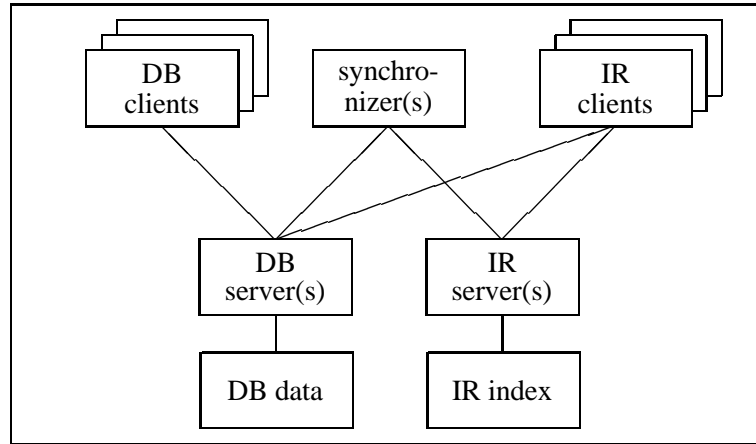 DB
clients
synchro-
nizer(s)
IR
clients
DB
server(s)
IR
server(s)
DB data
IR index